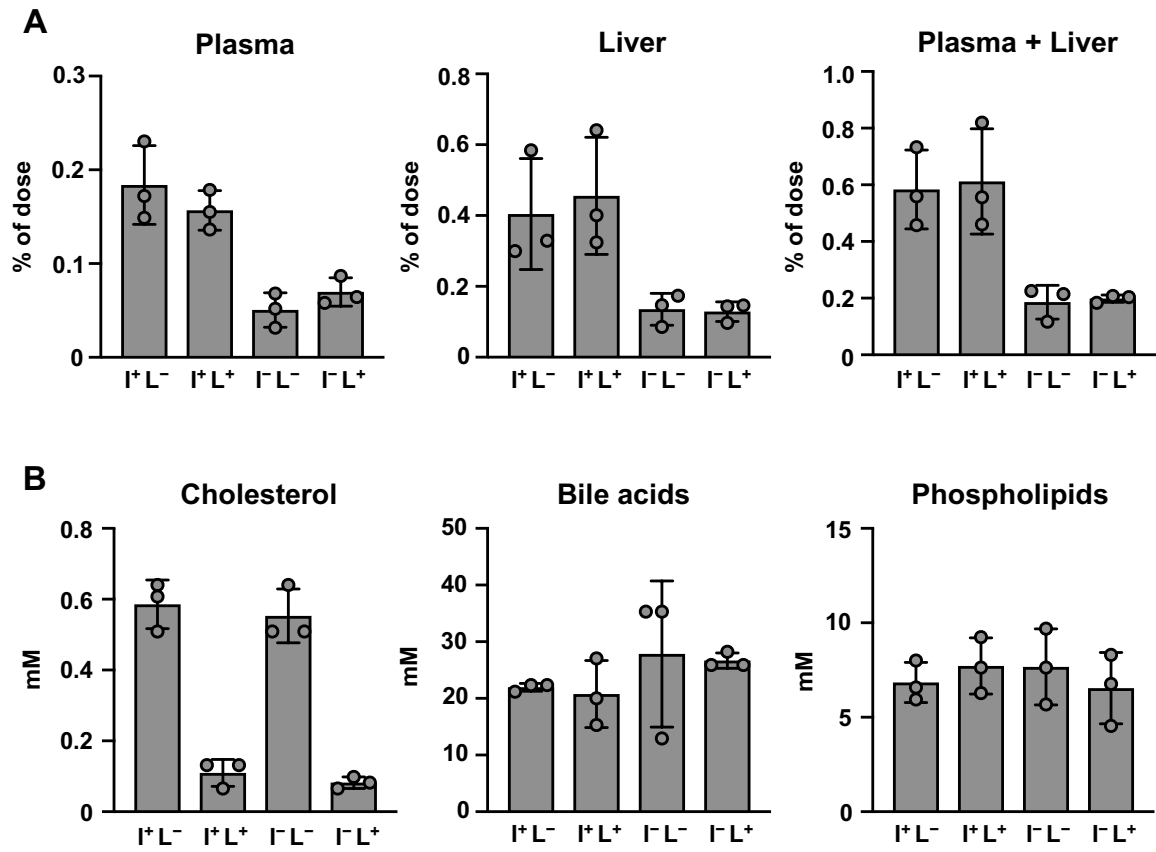 A
Plasma
Liver
Plasma + Liver
% of dose
0.3
0.2
0.1
0
I⁺ L⁻ I⁺ L⁺ I⁻ L⁻ I⁻ L⁺
% of dose
0.8
0.6
0.4
0.2
0
I⁺ L⁻ I⁺ L⁺ I⁻ L⁻ I⁻ L⁺
% of dose
1.0
0.8
0.6
0.4
0.2
0
I⁺ L⁻ I⁺ L⁺ I⁻ L⁻ I⁻ L⁺
B
Cholesterol
Bile acids
Phospholipids
mM
0.8
0.6
0.4
0.2
0
I⁺ L⁻ I⁺ L⁺ I⁻ L⁻ I⁻ L⁺
mM
50
40
30
20
10
0
I⁺ L⁻ I⁺ L⁺ I⁻ L⁻ I⁻ L⁺
mM
15
10
5
0
I⁺ L⁻ I⁺ L⁺ I⁻ L⁻ I⁻ L⁺